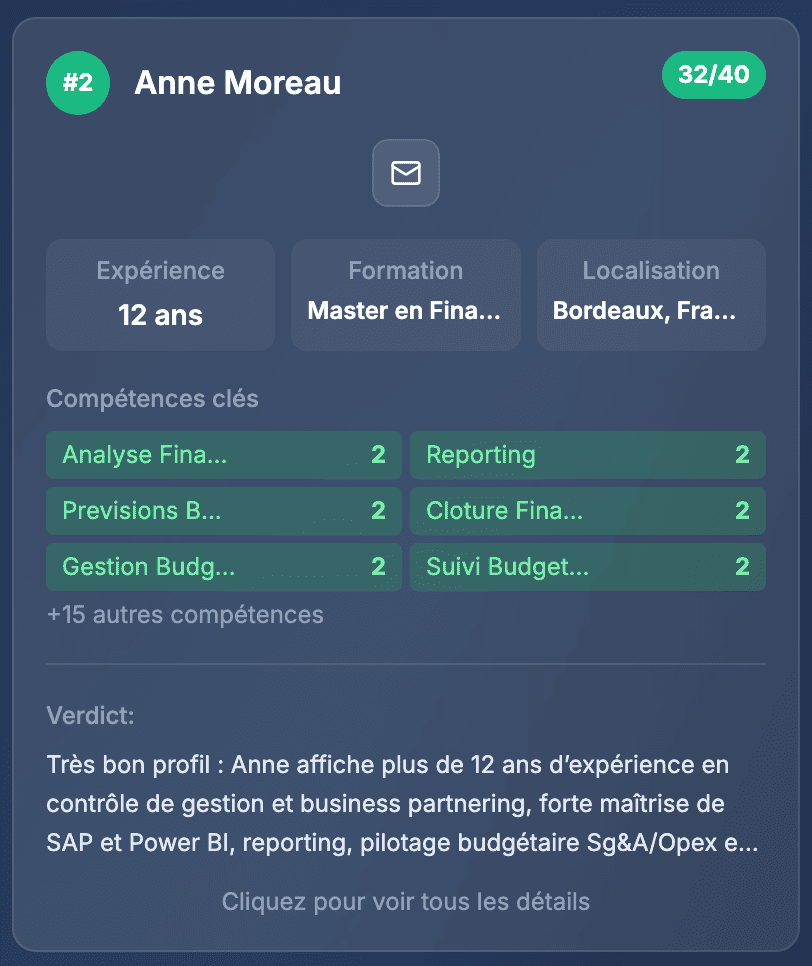 #2 Anne Moreau 32/40
Expérience Formation Localisation
12 ans Master en Fina... Bordeaux, Fra...
Compétences clés
Analyse Fina... 2 Reporting 2
Previsions B... 2 Cloture Fina... 2
Gestion Budg... 2 Suivi Budget... 2
+15 autres compétences
Verdict:
Très bon profil : Anne affiche plus de 12 ans d’expérience en
contrôle de gestion et business partnering, forte maîtrise de
SAP et Power BI, reporting, pilotage budgétaire Sg&A/Opex e...
Cliquez pour voir tous les détails